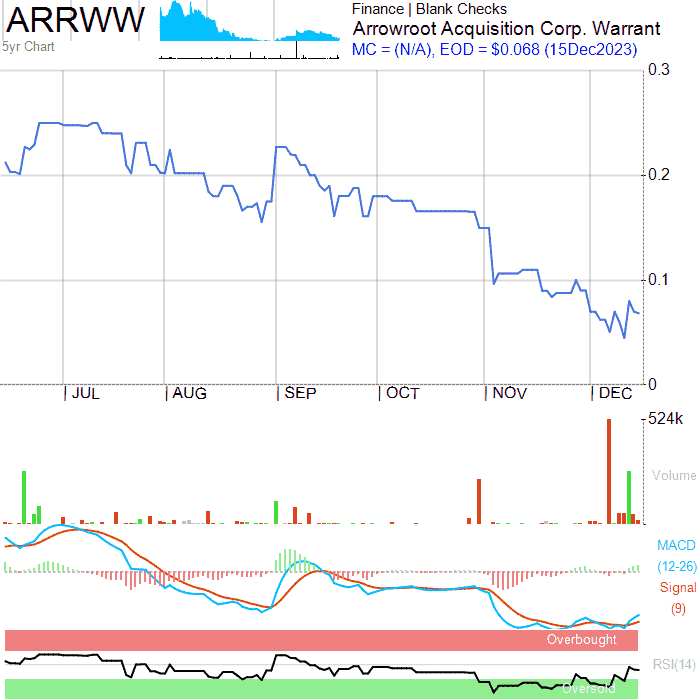 ARRWW
5yr Chart
Finance | Blank Checks
Arrowroot Acquisition Corp. Warrant
MC = (N/A), EOD = $0.068 (15Dec2023)
0.3
0.2
0.1
0
JUL AUG SEP OCT NOV DEC
524k
Volume
MACD
(12-26)
Signal
(9)
Overbought
RSI(14)
Oversold